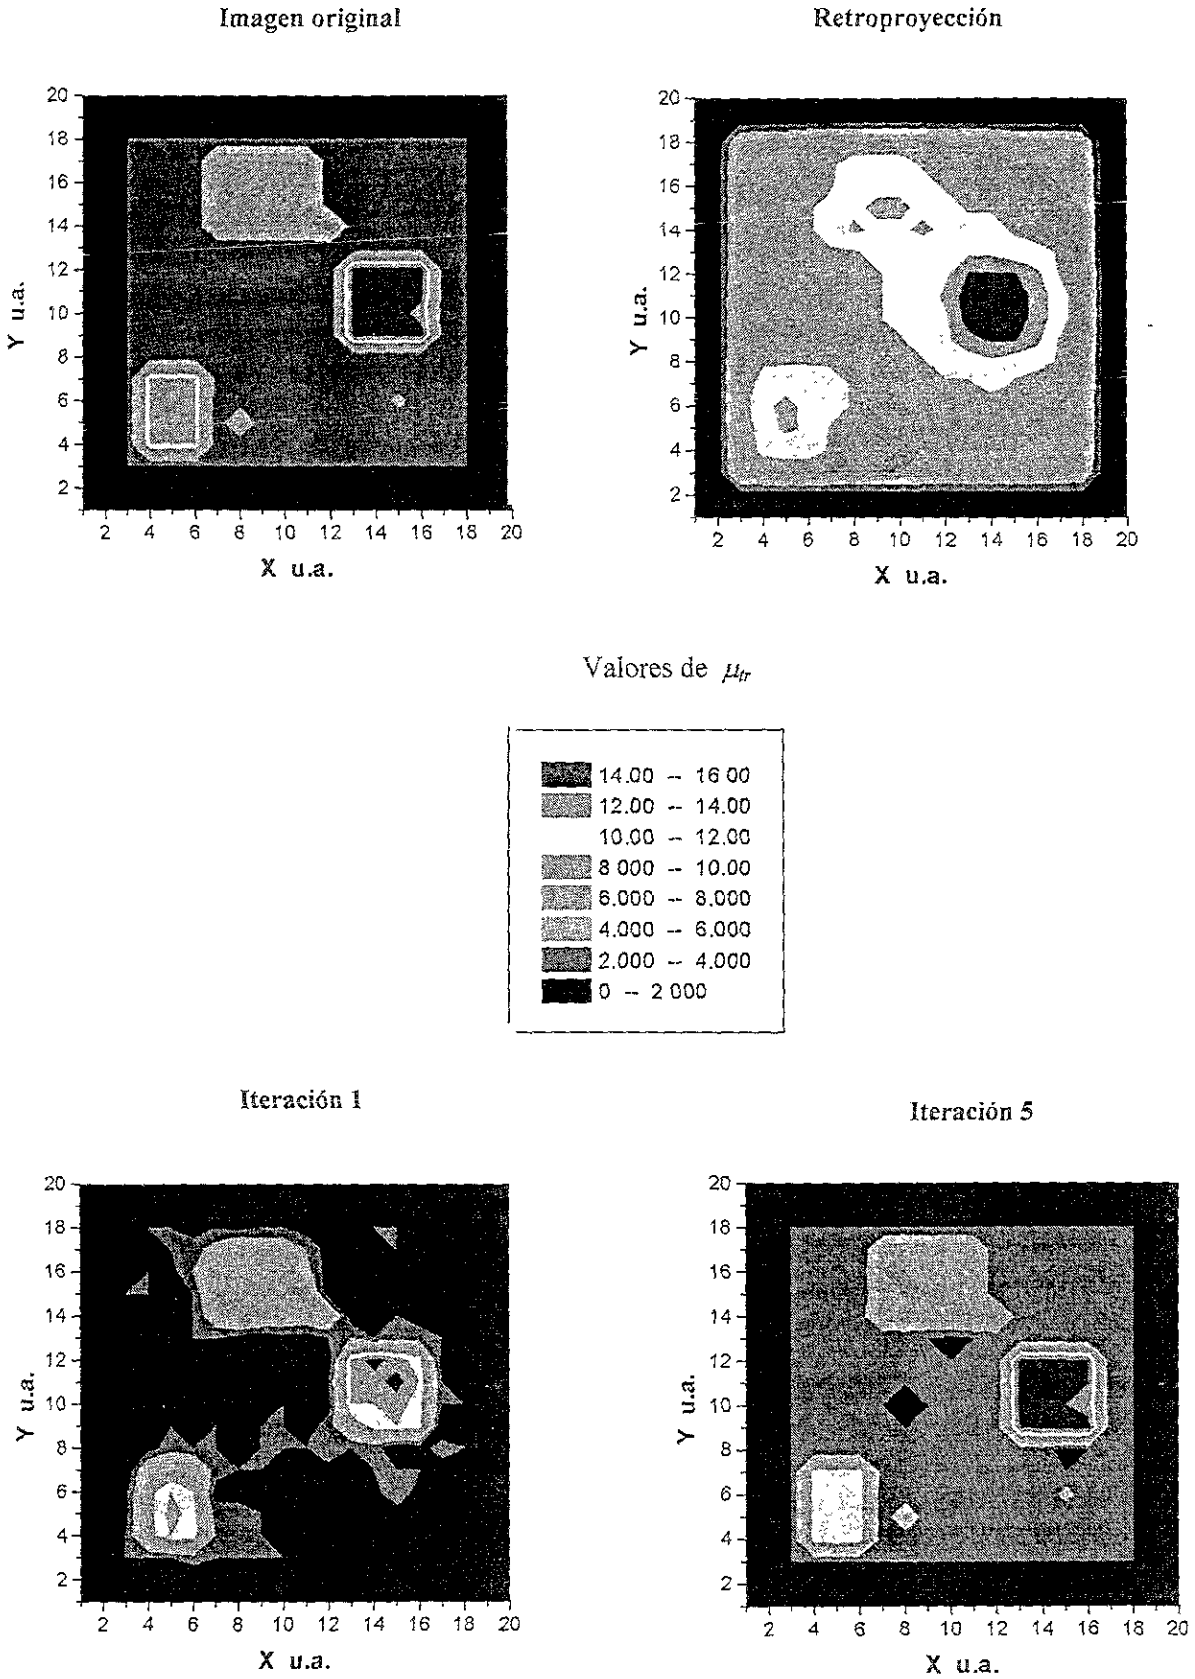 Imagen original
Retroproyección
20
18
16
14
12
10
8
6
4
2
Y u.a.
2 4 6 8 10 12 14 16 18 20
X u.a.
20
18
16
14
12
10
8
6
4
2
Y u.a.
2 4 6 8 10 12 14 16 18 20
X u.a.
Valores de μtr
14.00 -- 16 00
12.00 -- 14.00
10.00 -- 12.00
8 000 -- 10.00
6.000 -- 8.000
4.000 -- 6.000
2.000 -- 4.000
0 -- 2 000
Iteración 1
Iteración 5
20
18
16
14
12
10
8
6
4
2
Y u.a.
2 4 6 8 10 12 14 16 18 20
X u.a.
20
18
16
14
12
10
8
6
4
2
Y u.a.
2 4 6 8 10 12 14 16 18 20
X u.a.